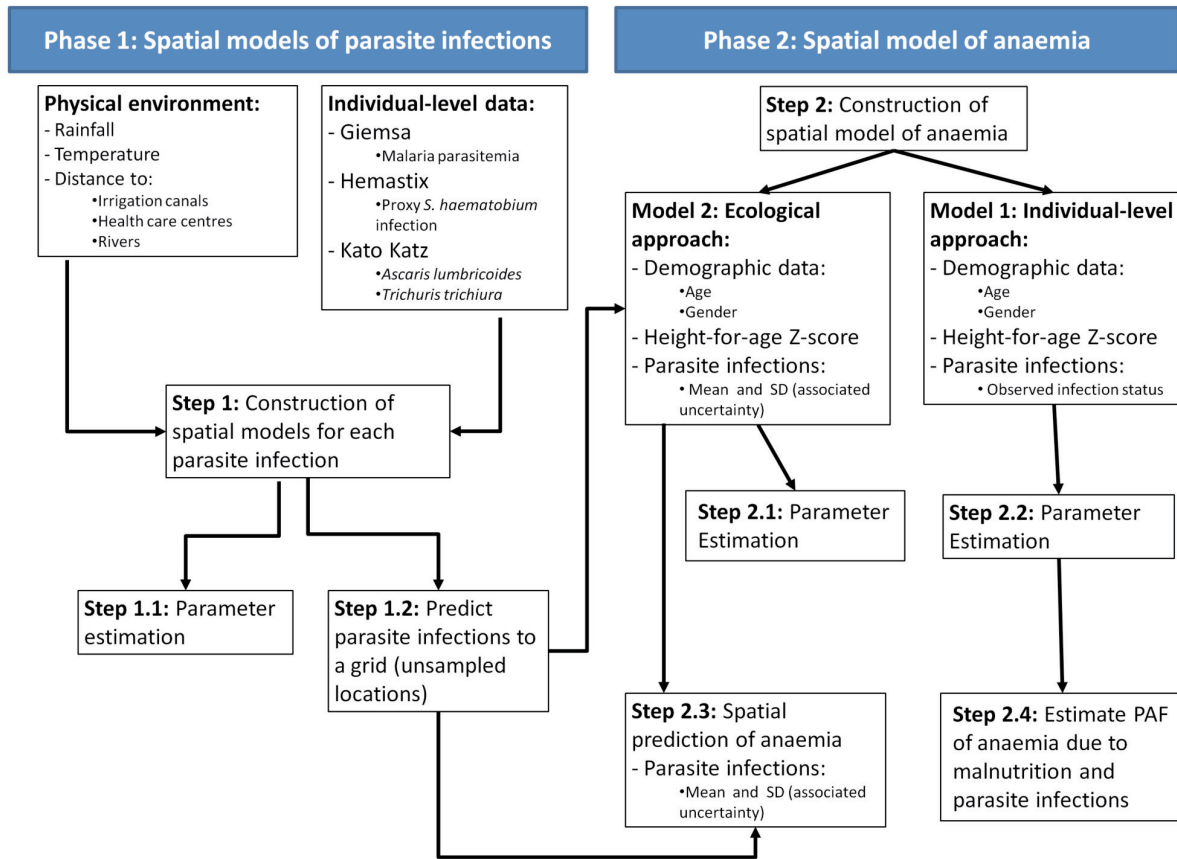 Phase 1: Spatial models of parasite infections
Phase 2: Spatial model of anaemia
Physical environment:
- Rainfall
- Temperature
- Distance to:
•Irrigation canals
•Health care centres
•Rivers
Individual-level data:
- Giemsa
•Malaria parasitemia
- Hemastix
•Proxy S. haematobium
infection
- Kato Katz
•Ascaris lumbricoides
•Trichuris trichiura
Step 1: Construction of
spatial models for each
parasite infection
Step 1.1: Parameter
estimation
Step 1.2: Predict
parasite infections to
a grid (unsampled
locations)
Step 2: Construction of
spatial model of anaemia
Model 2: Ecological
approach:
- Demographic data:
•Age
•Gender
- Height-for-age Z-score
- Parasite infections:
• Mean and SD (associated
uncertainty)
Model 1: Individual-level
approach:
- Demographic data:
•Age
•Gender
- Height-for-age Z-score
- Parasite infections:
• Observed infection status
Step 2.1: Parameter
Estimation
Step 2.2: Parameter
Estimation
Step 2.3: Spatial
prediction of anaemia
- Parasite infections:
•Mean and SD (associated
uncertainty)
Step 2.4: Estimate PAF
of anaemia due to
malnutrition and
parasite infections